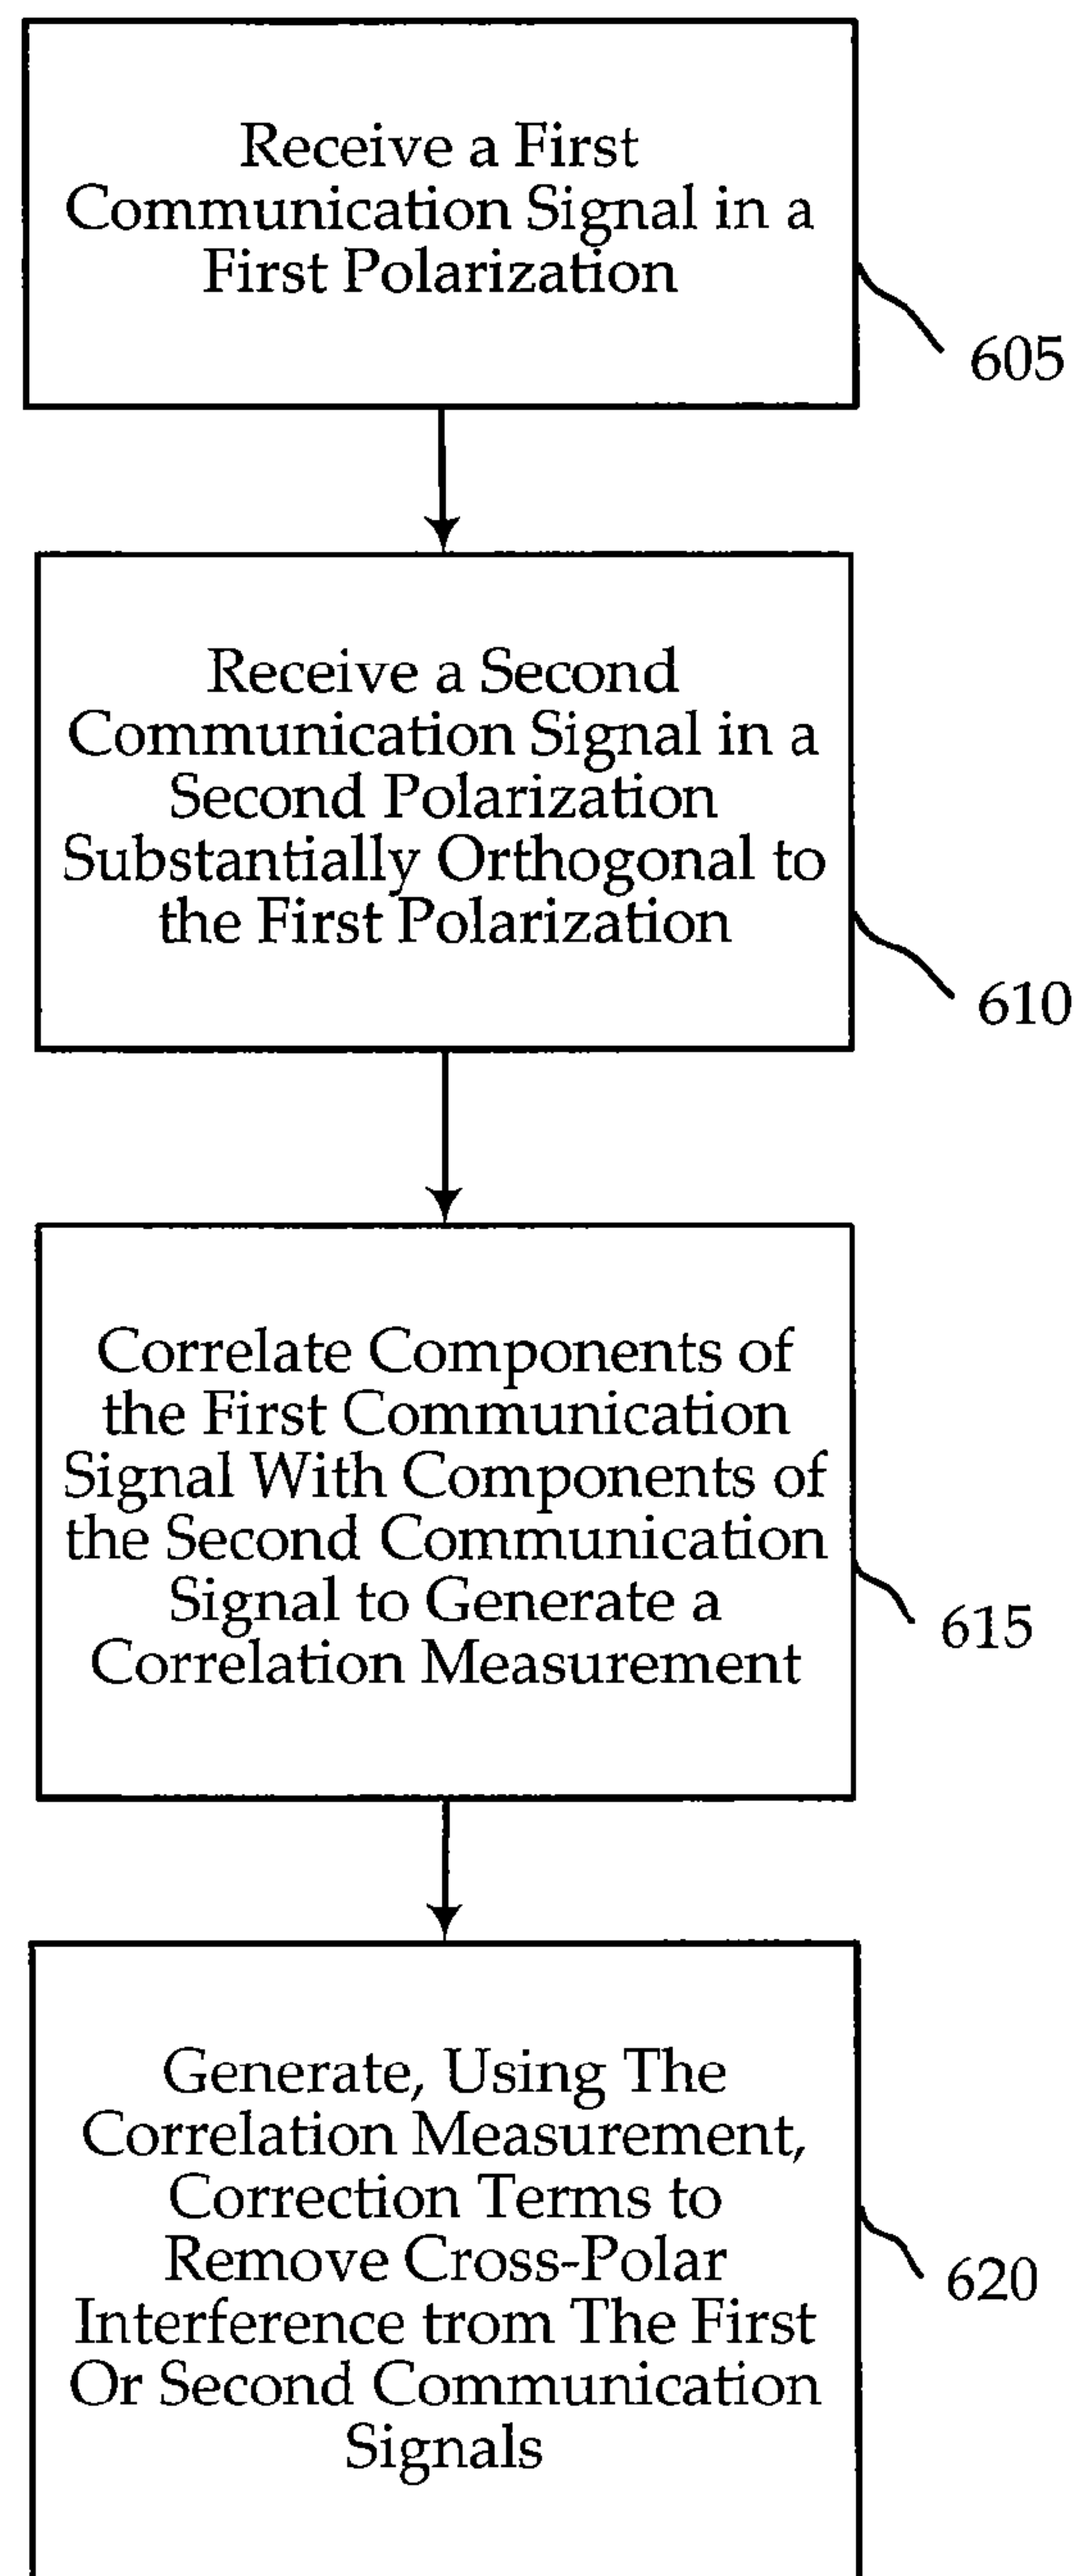 Receive a First
Communication Signal in a
First Polarization
605
Receive a Second
Communication Signal in a
Second Polarization
Substantially Orthogonal to
the First Polarization
610
Correlate Components of
the First Communication
Signal With Components of
the Second Communication
Signal to Generate a
Correlation Measurement
615
Generate, Using The
Correlation Measurement,
Correction Terms to
Remove Cross-Polar
Interference trom The First
Or Second Communication
Signals
620